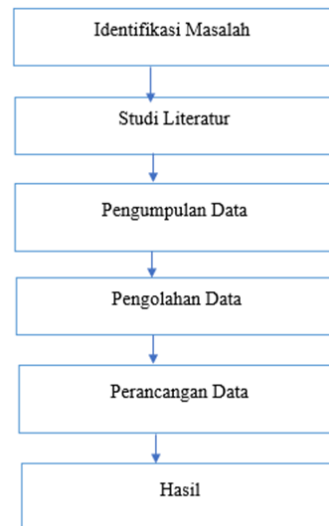 Identifikasi Masalah
Studi Literatur
Pengumpulan Data
Pengolahan Data
Perancangan Data
Hasil